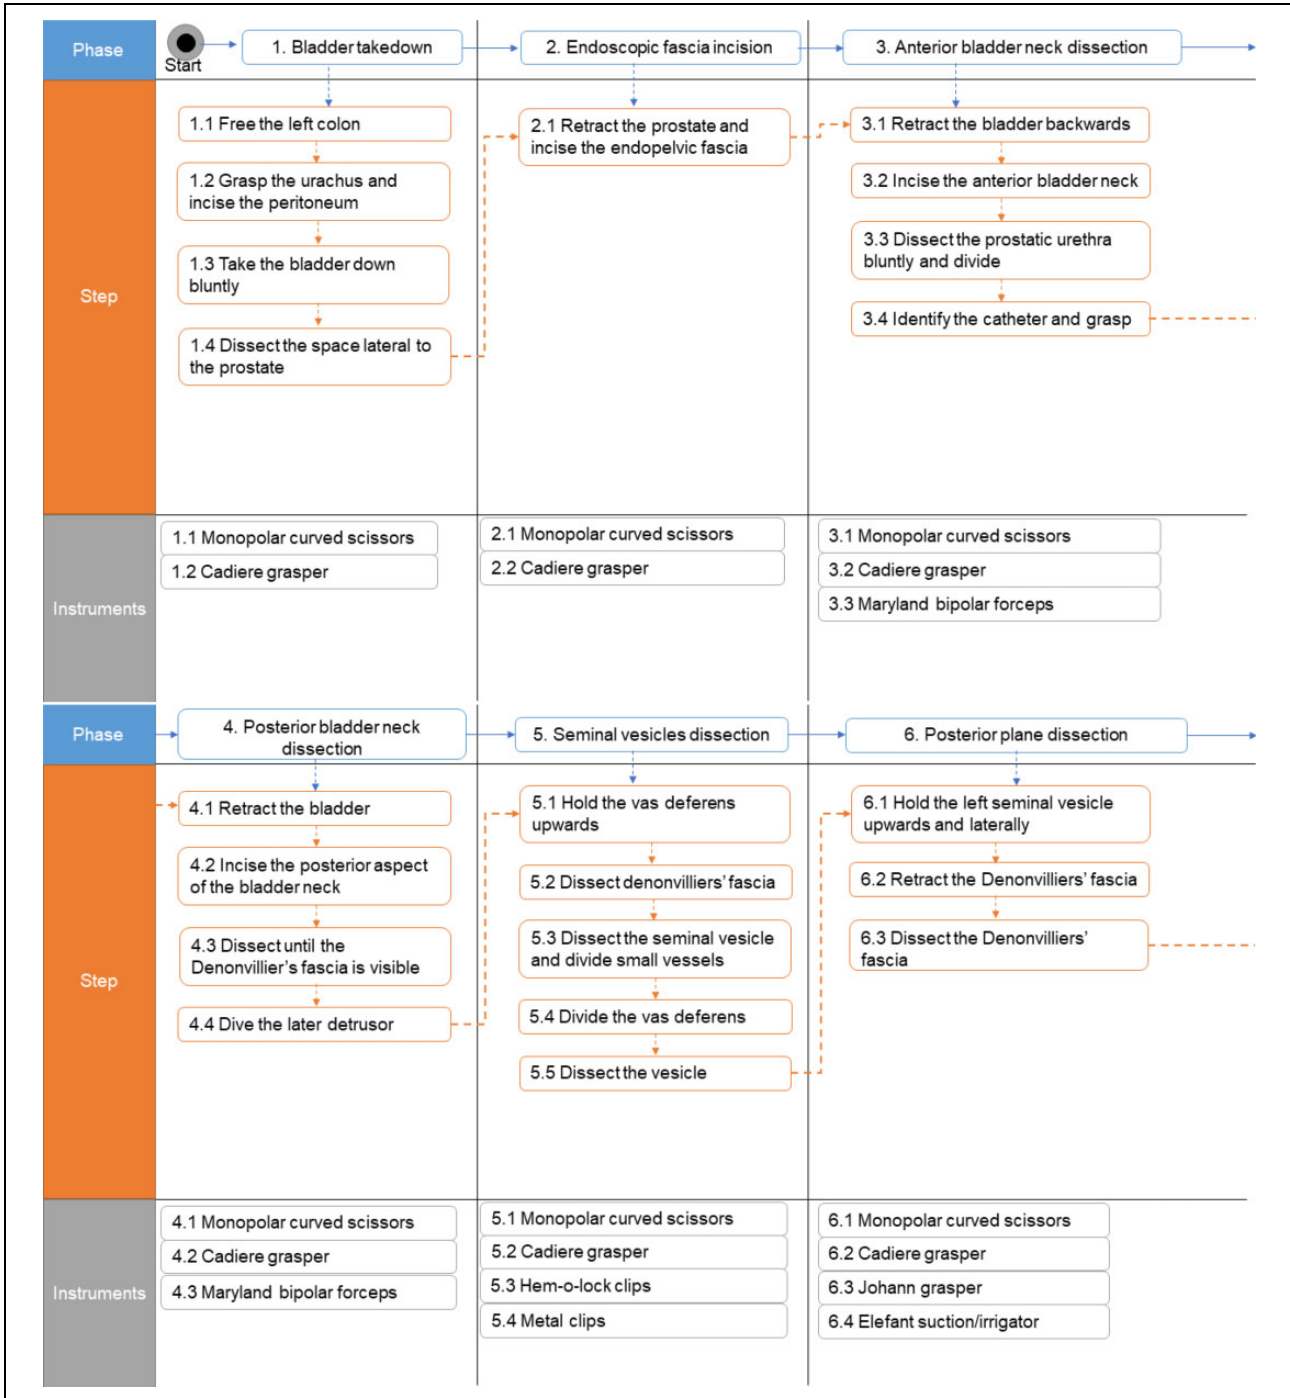 Phase
Start
1. Bladder takedown
2. Endoscopic fascia incision
3. Anterior bladder neck dissection
Step
1.1 Free the left colon
1.2 Grasp the urachus and
incise the peritoneum
1.3 Take the bladder down
bluntly
1.4 Dissect the space lateral to
the prostate
2.1 Retract the prostate and
incise the endopelvic fascia
3.1 Retract the bladder backwards
3.2 Incise the anterior bladder neck
3.3 Dissect the prostatic urethra
bluntly and divide
3.4 Identify the catheter and grasp
Instruments
1.1 Monopolar curved scissors
1.2 Cadiere grasper
2.1 Monopolar curved scissors
2.2 Cadiere grasper
3.1 Monopolar curved scissors
3.2 Cadiere grasper
3.3 Maryland bipolar forceps
Phase
4. Posterior bladder neck
dissection
5. Seminal vesicles dissection
6. Posterior plane dissection
Step
4.1 Retract the bladder
4.2 Incise the posterior aspect
of the bladder neck
4.3 Dissect until the
Denonvillier's fascia is visible
4.4 Dive the later detrusor
5.1 Hold the vas deferens
upwards
5.2 Dissect denonvilliers' fascia
5.3 Dissect the seminal vesicle
and divide small vessels
5.4 Divide the vas deferens
5.5 Dissect the vesicle
6.1 Hold the left seminal vesicle
upwards and laterally
6.2 Retract the Denonvilliers' fascia
6.3 Dissect the Denonvilliers'
fascia
Instruments
4.1 Monopolar curved scissors
4.2 Cadiere grasper
4.3 Maryland bipolar forceps
5.1 Monopolar curved scissors
5.2 Cadiere grasper
5.3 Hem-o-lock clips
5.4 Metal clips
6.1 Monopolar curved scissors
6.2 Cadiere grasper
6.3 Johann grasper
6.4 Elefant suction/irrigator